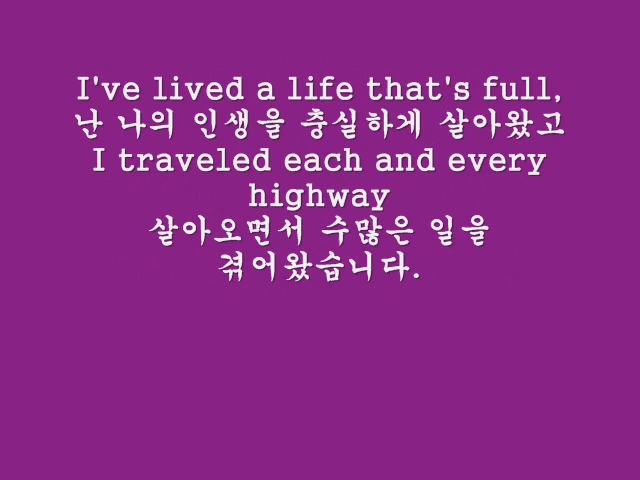 I've lived a life that's full,
난 나의 인생을 충실하게 살아왔고
I traveled each and every
highway
살아오면서 수많은 일을
겪어왔습니다.